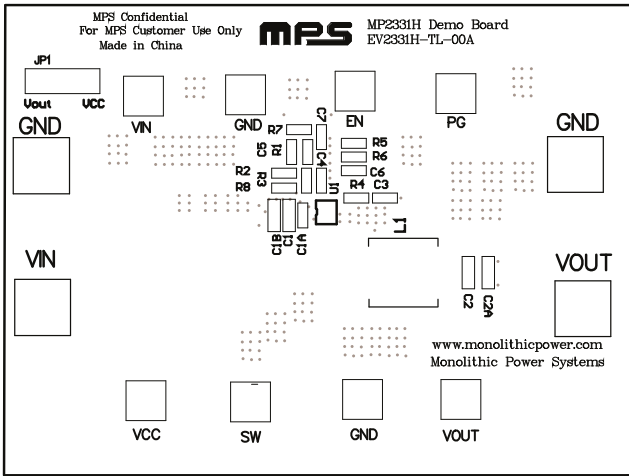 MPS Confidential
For MPS Customer Use Only
Made in China
MPS
MP2331H Demo Board
EV2331H-TL-00A
JP1
Vout VCC
VIN
GND
EN
PG
GND
GND
C7
R7
R5
C5
R1
C4
R6
R2
C6
R3
R8
U1
R4 C3
C1B
C1
C1A
L1
VIN
VOUT
C2
C2A
www.monolithicpower.com
Monolithic Power Systems
VCC
SW
GND
VOUT